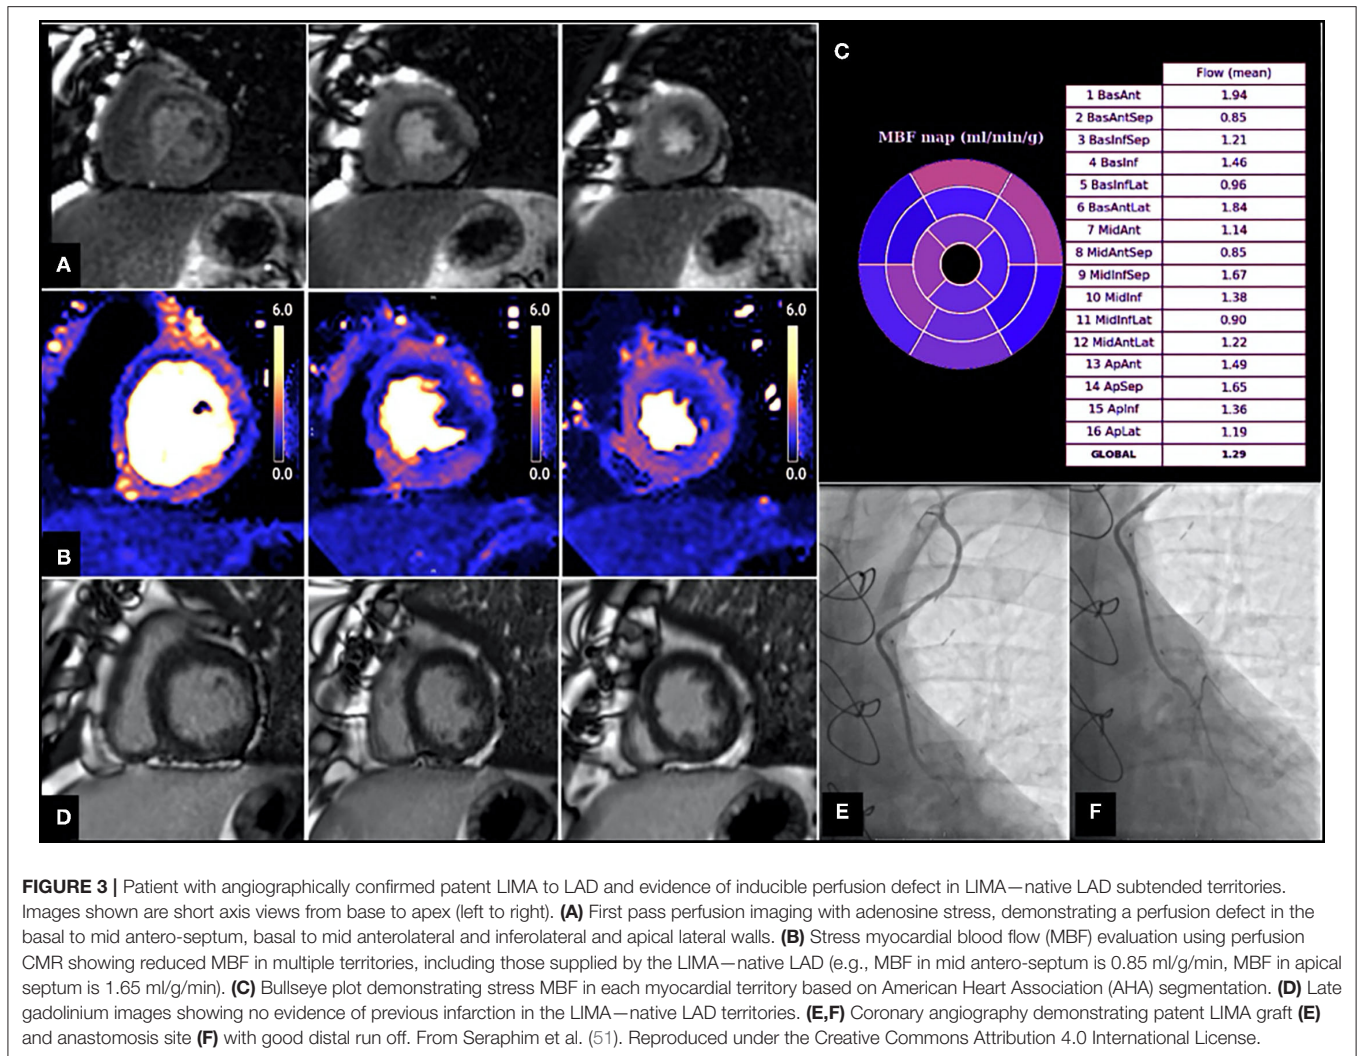 C
Flow (mean)
MBF map (ml/min/g)
1 BasAnt 1.94
2 BasAntSep 0.85
3 BasInfSep 1.21
4 BasInf 1.46
5 BasInfLat 0.96
6 BasAntLat 1.84
7 MidAnt 1.14
8 MidAntSep 0.85
9 MidInfSep 1.67
10 MidInf 1.38
11 MidInfLat 0.90
12 MidAntLat 1.22
13 ApAnt 1.49
14 ApSep 1.65
15 ApInf 1.36
16 ApLat 1.19
GLOBAL 1.29
A
6.0 6.0 6.0
0.0 0.0 0.0
B
D
E
F
FIGURE 3 | Patient with angiographically confirmed patent LIMA to LAD and evidence of inducible perfusion defect in LIMA—native LAD subtended territories.
Images shown are short axis views from base to apex (left to right). (A) First pass perfusion imaging with adenosine stress, demonstrating a perfusion defect in the
basal to mid antero-septum, basal to mid anterolateral and inferolateral and apical lateral walls. (B) Stress myocardial blood flow (MBF) evaluation using perfusion
CMR showing reduced MBF in multiple territories, including those supplied by the LIMA—native LAD (e.g., MBF in mid antero-septum is 0.85 ml/g/min, MBF in apical
septum is 1.65 ml/g/min). (C) Bullseye plot demonstrating stress MBF in each myocardial territory based on American Heart Association (AHA) segmentation. (D) Late
gadolinium images showing no evidence of previous infarction in the LIMA—native LAD territories. (E,F) Coronary angiography demonstrating patent LIMA graft (E)
and anastomosis site (F) with good distal run off. From Seraphim et al. (51). Reproduced under the Creative Commons Attribution 4.0 International License.